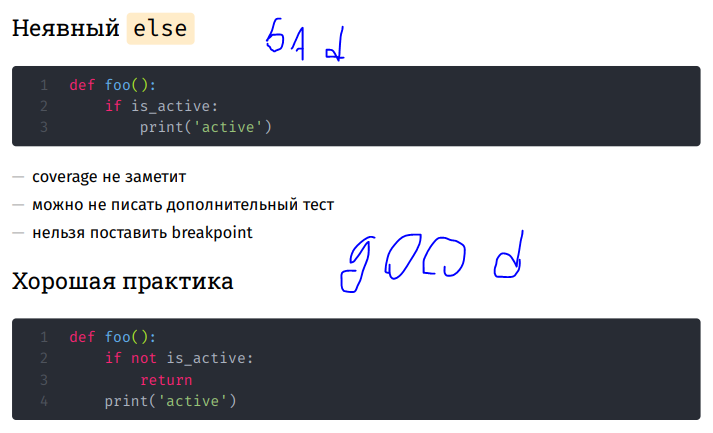 Неявный else
bad
1 def foo():
2     if is_active:
3         print('active')
— coverage не заметит
— можно не писать дополнительный тест
— нельзя поставить breakpoint
good
Хорошая практика
1 def foo():
2     if not is_active:
3         return
4     print('active')